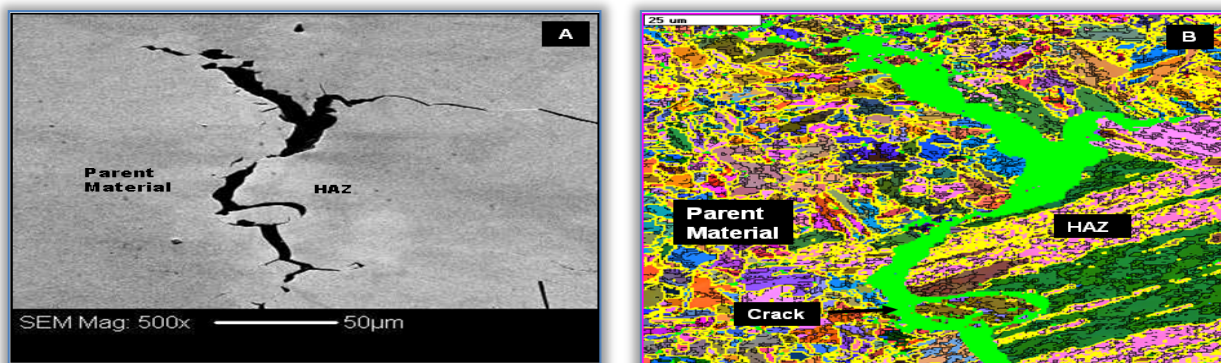 A
Parent
Material
HAZ
SEM Mag: 500x
50µm
25 um
B
Parent
Material
HAZ
Crack